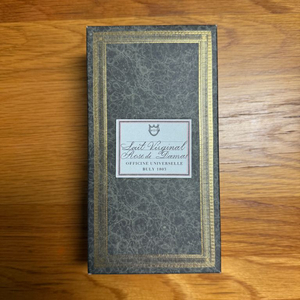 Lait Virginal
Rose de Damas
OFFICINE UNIVERSELLE
BULY 1803